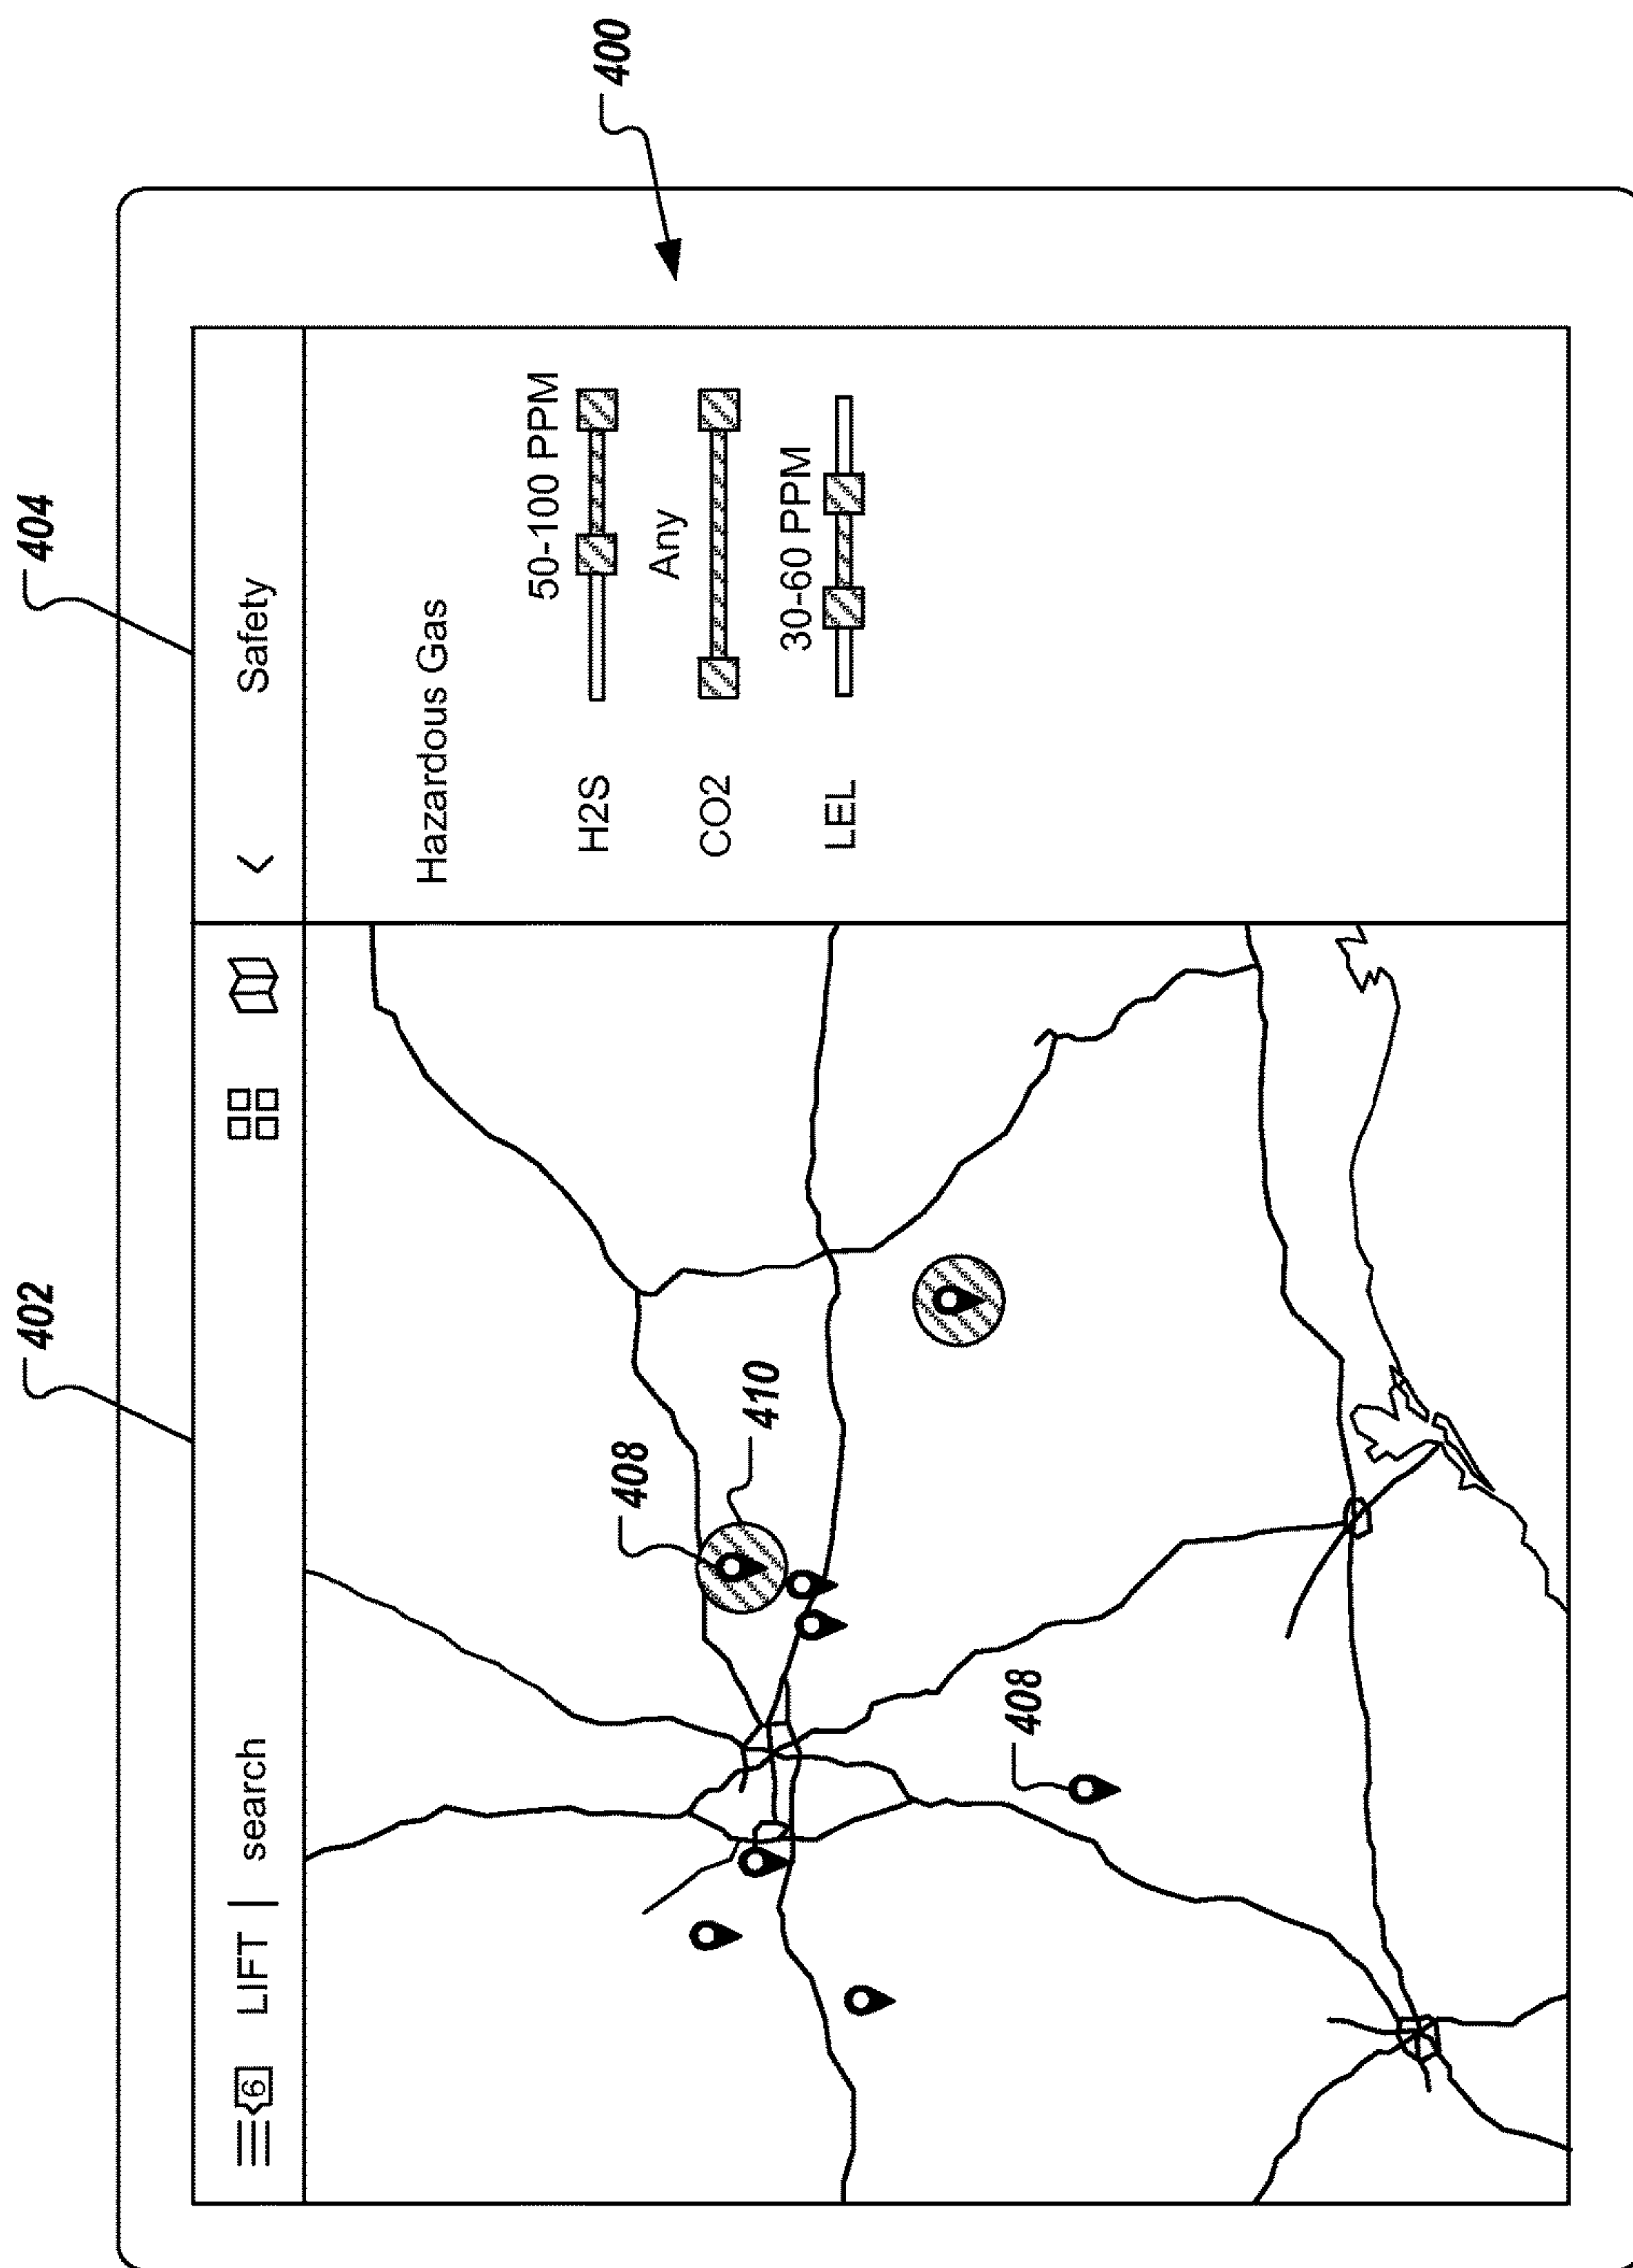 402
404
400
6 LIFT | search
< Safety
Hazardous Gas
50-100 PPM
H2S
Any
CO2
30-60 PPM
LEL
408
410
408